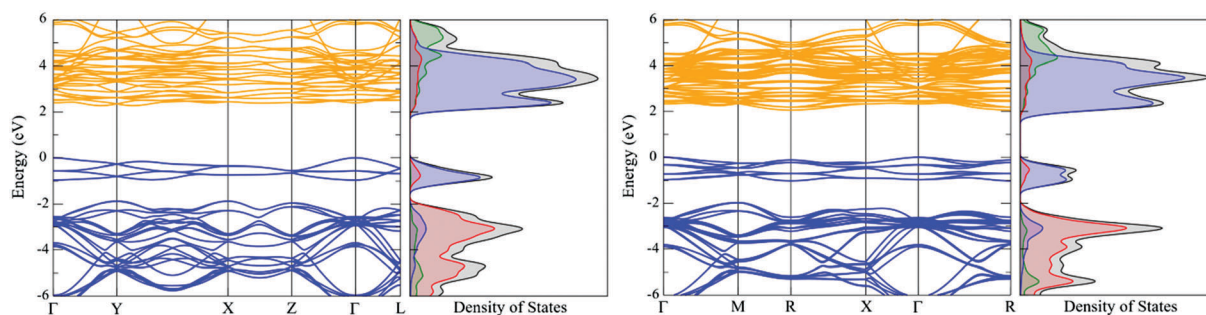 6
4
2
0
-2
-4
-6
Energy (eV)
Γ Y X Z Γ L
Density of States
6
4
2
0
-2
-4
-6
Energy (eV)
Γ M R X Γ R
Density of States